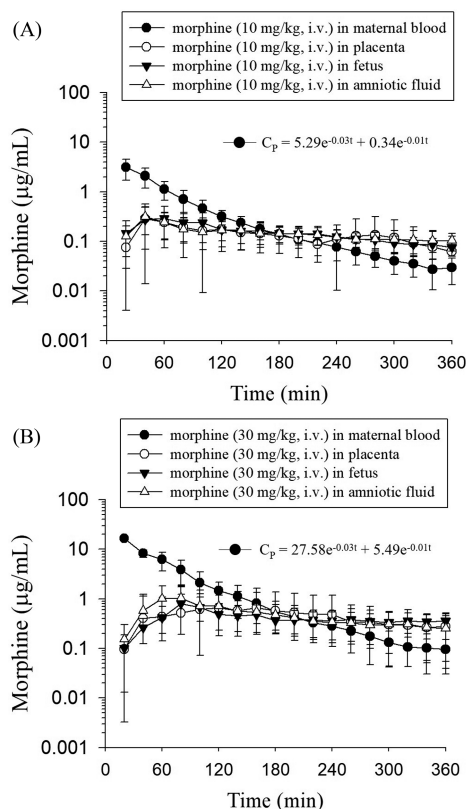 (A)
morphine (10 mg/kg, i.v.) in maternal blood
morphine (10 mg/kg, i.v.) in placenta
morphine (10 mg/kg, i.v.) in fetus
morphine (10 mg/kg, i.v.) in amniotic fluid
100
10
1
0.1
0.01
0.001
Morphine (µg/mL)
C_P = 5.29e^-0.03t + 0.34e^-0.01t
0 60 120 180 240 300 360
Time (min)
(B)
morphine (30 mg/kg, i.v.) in maternal blood
morphine (30 mg/kg, i.v.) in placenta
morphine (30 mg/kg, i.v.) in fetus
morphine (30 mg/kg, i.v.) in amniotic fluid
100
10
1
0.1
0.01
0.001
Morphine (µg/mL)
C_P = 27.58e^-0.03t + 5.49e^-0.01t
0 60 120 180 240 300 360
Time (min)